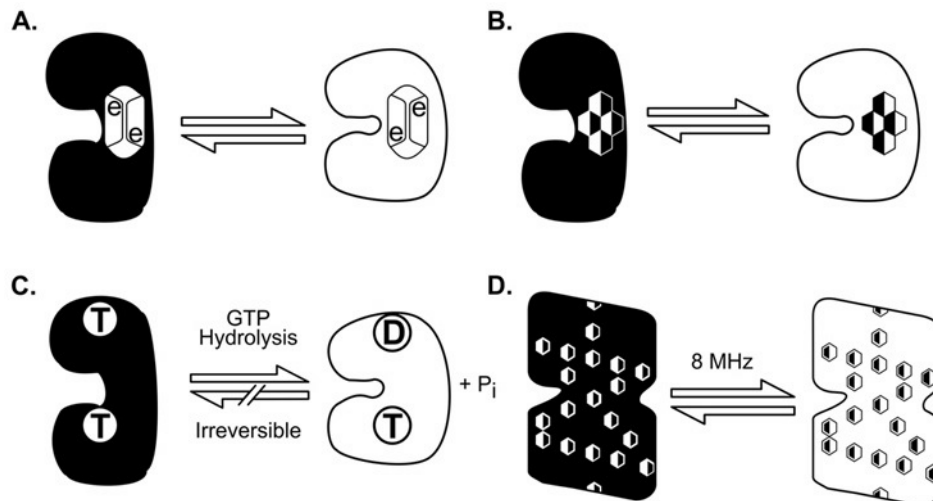 A.
B.
e
e
e
e
C.
D.
T
T
GTP
Hydrolysis
Irreversible
D
T
+ Pi
8 MHz